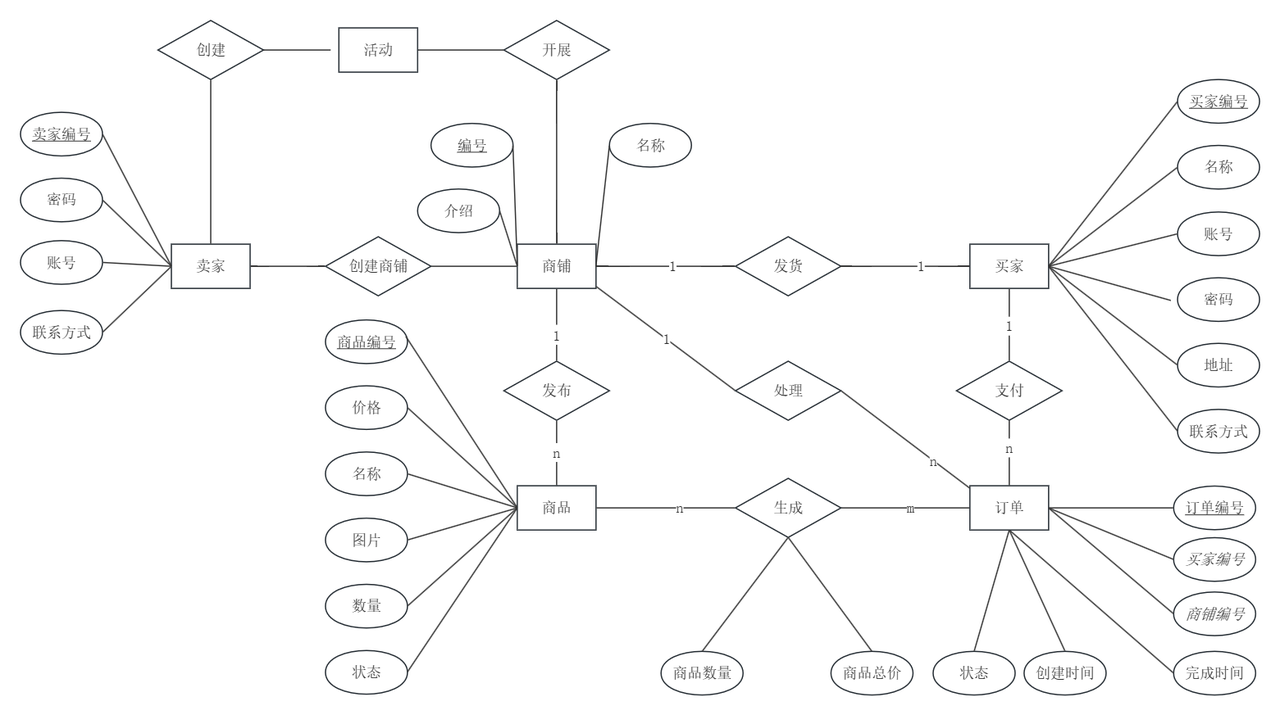 创建
活动
开展
卖家编号
密码
账号
联系方式
卖家
创建商铺
编号
名称
介绍
商铺
1
发货
1
买家
买家编号
名称
账号
密码
地址
联系方式
1
发布
n
1
处理
n
1
支付
n
商品编号
价格
名称
图片
数量
状态
商品
n
生成
m
订单
订单编号
买家编号
商铺编号
完成时间
商品数量
商品总价
状态
创建时间